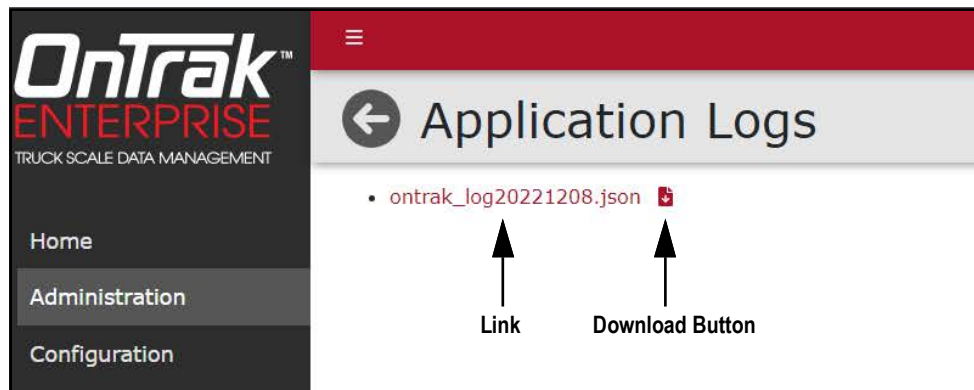 OnTrak™
ENTERPRISE
TRUCK SCALE DATA MANAGEMENT
Home
Administration
Configuration
Application Logs
• ontrak_log20221208.json
Link
Download Button